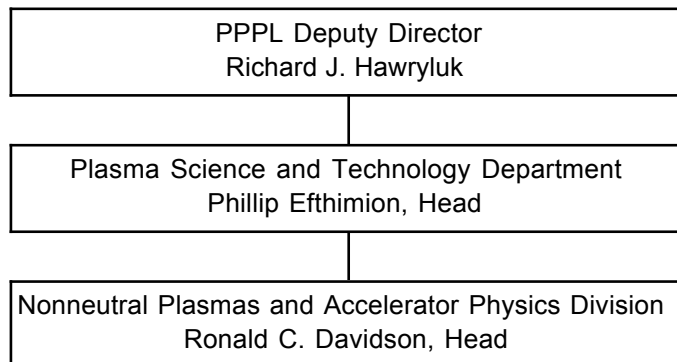 PPPL Deputy Director
Richard J. Hawryluk
Plasma Science and Technology Department
Phillip Efthimion, Head
Nonneutral Plasmas and Accelerator Physics Division
Ronald C. Davidson, Head